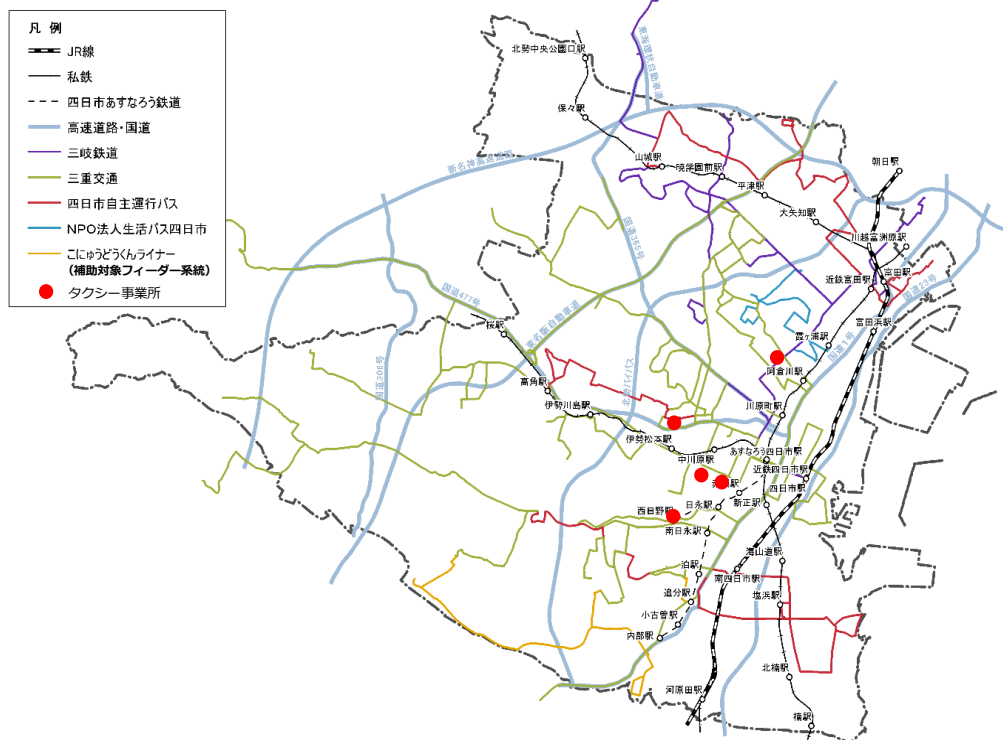 凡 例
JR線
私鉄
四日市あすなろう鉄道
高速道路・国道
三岐鉄道
三重交通
四日市自主運行バス
NPO法人生活バス四日市
こにゅうどうくんライナー
(補助対象フィーダー系統)
タクシー事業所
北勢中央公園口駅
東海環状自動車道
保々駅
新名神高速道路
山城駅
暁学園前駅
平津駅
朝日駅
大矢知駅
国道365号
川越富洲原駅
富田駅
近鉄富田駅
国道23号
富田浜駅
国道477号
桜駅
東名阪自動車道
霞ヶ浦駅
国道1号
国道306号
阿倉川駅
高角駅
北勢バイパス
伊勢川島駅
川原町駅
伊勢松本駅
中川原駅
あすなろう四日市駅
近鉄四日市駅
四日市駅
西日野駅
日永駅
新正駅
南日永駅
海山道駅
泊駅
南四日市駅
追分駅
塩浜駅
小古曽駅
内部駅
北楠駅
河原田駅
楠駅